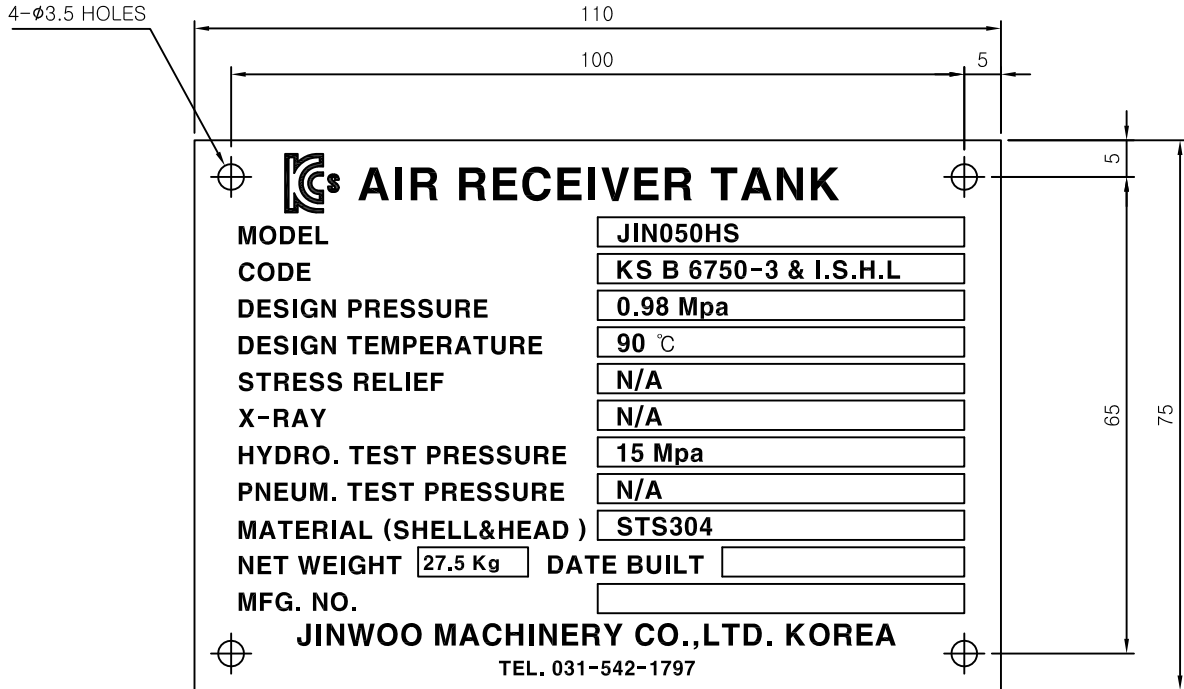 4-Φ3.5 HOLES
110
100
5
5
KCs AIR RECEIVER TANK
MODEL JIN050HS
CODE KS B 6750-3 & I.S.H.L
DESIGN PRESSURE 0.98 Mpa
DESIGN TEMPERATURE 90 ℃
STRESS RELIEF N/A
X-RAY N/A
65
75
HYDRO. TEST PRESSURE 15 Mpa
PNEUM. TEST PRESSURE N/A
MATERIAL (SHELL&HEAD ) STS304
NET WEIGHT 27.5 Kg DATE BUILT
MFG. NO.
JINWOO MACHINERY CO.,LTD. KOREA
TEL. 031-542-1797